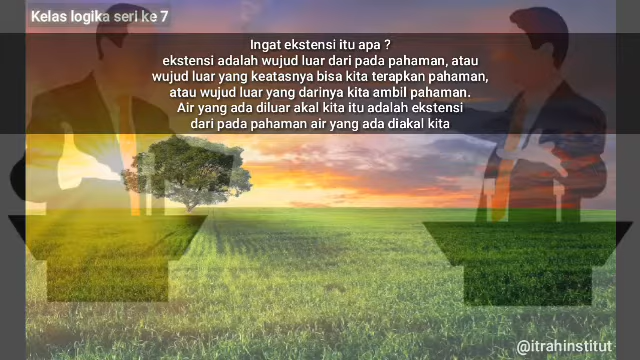 Kelas logika seri ke 7
Ingat ekstensi itu apa ?
ekstensi adalah wujud luar dari pada pahaman, atau
wujud luar yang keatasnya bisa kita terapkan pahaman,
atau wujud luar yang darinya kita ambil pahaman.
Air yang ada diluar akal kita itu adalah ekstensi
dari pada pahaman air yang ada diakal kita
@itrahinstitut